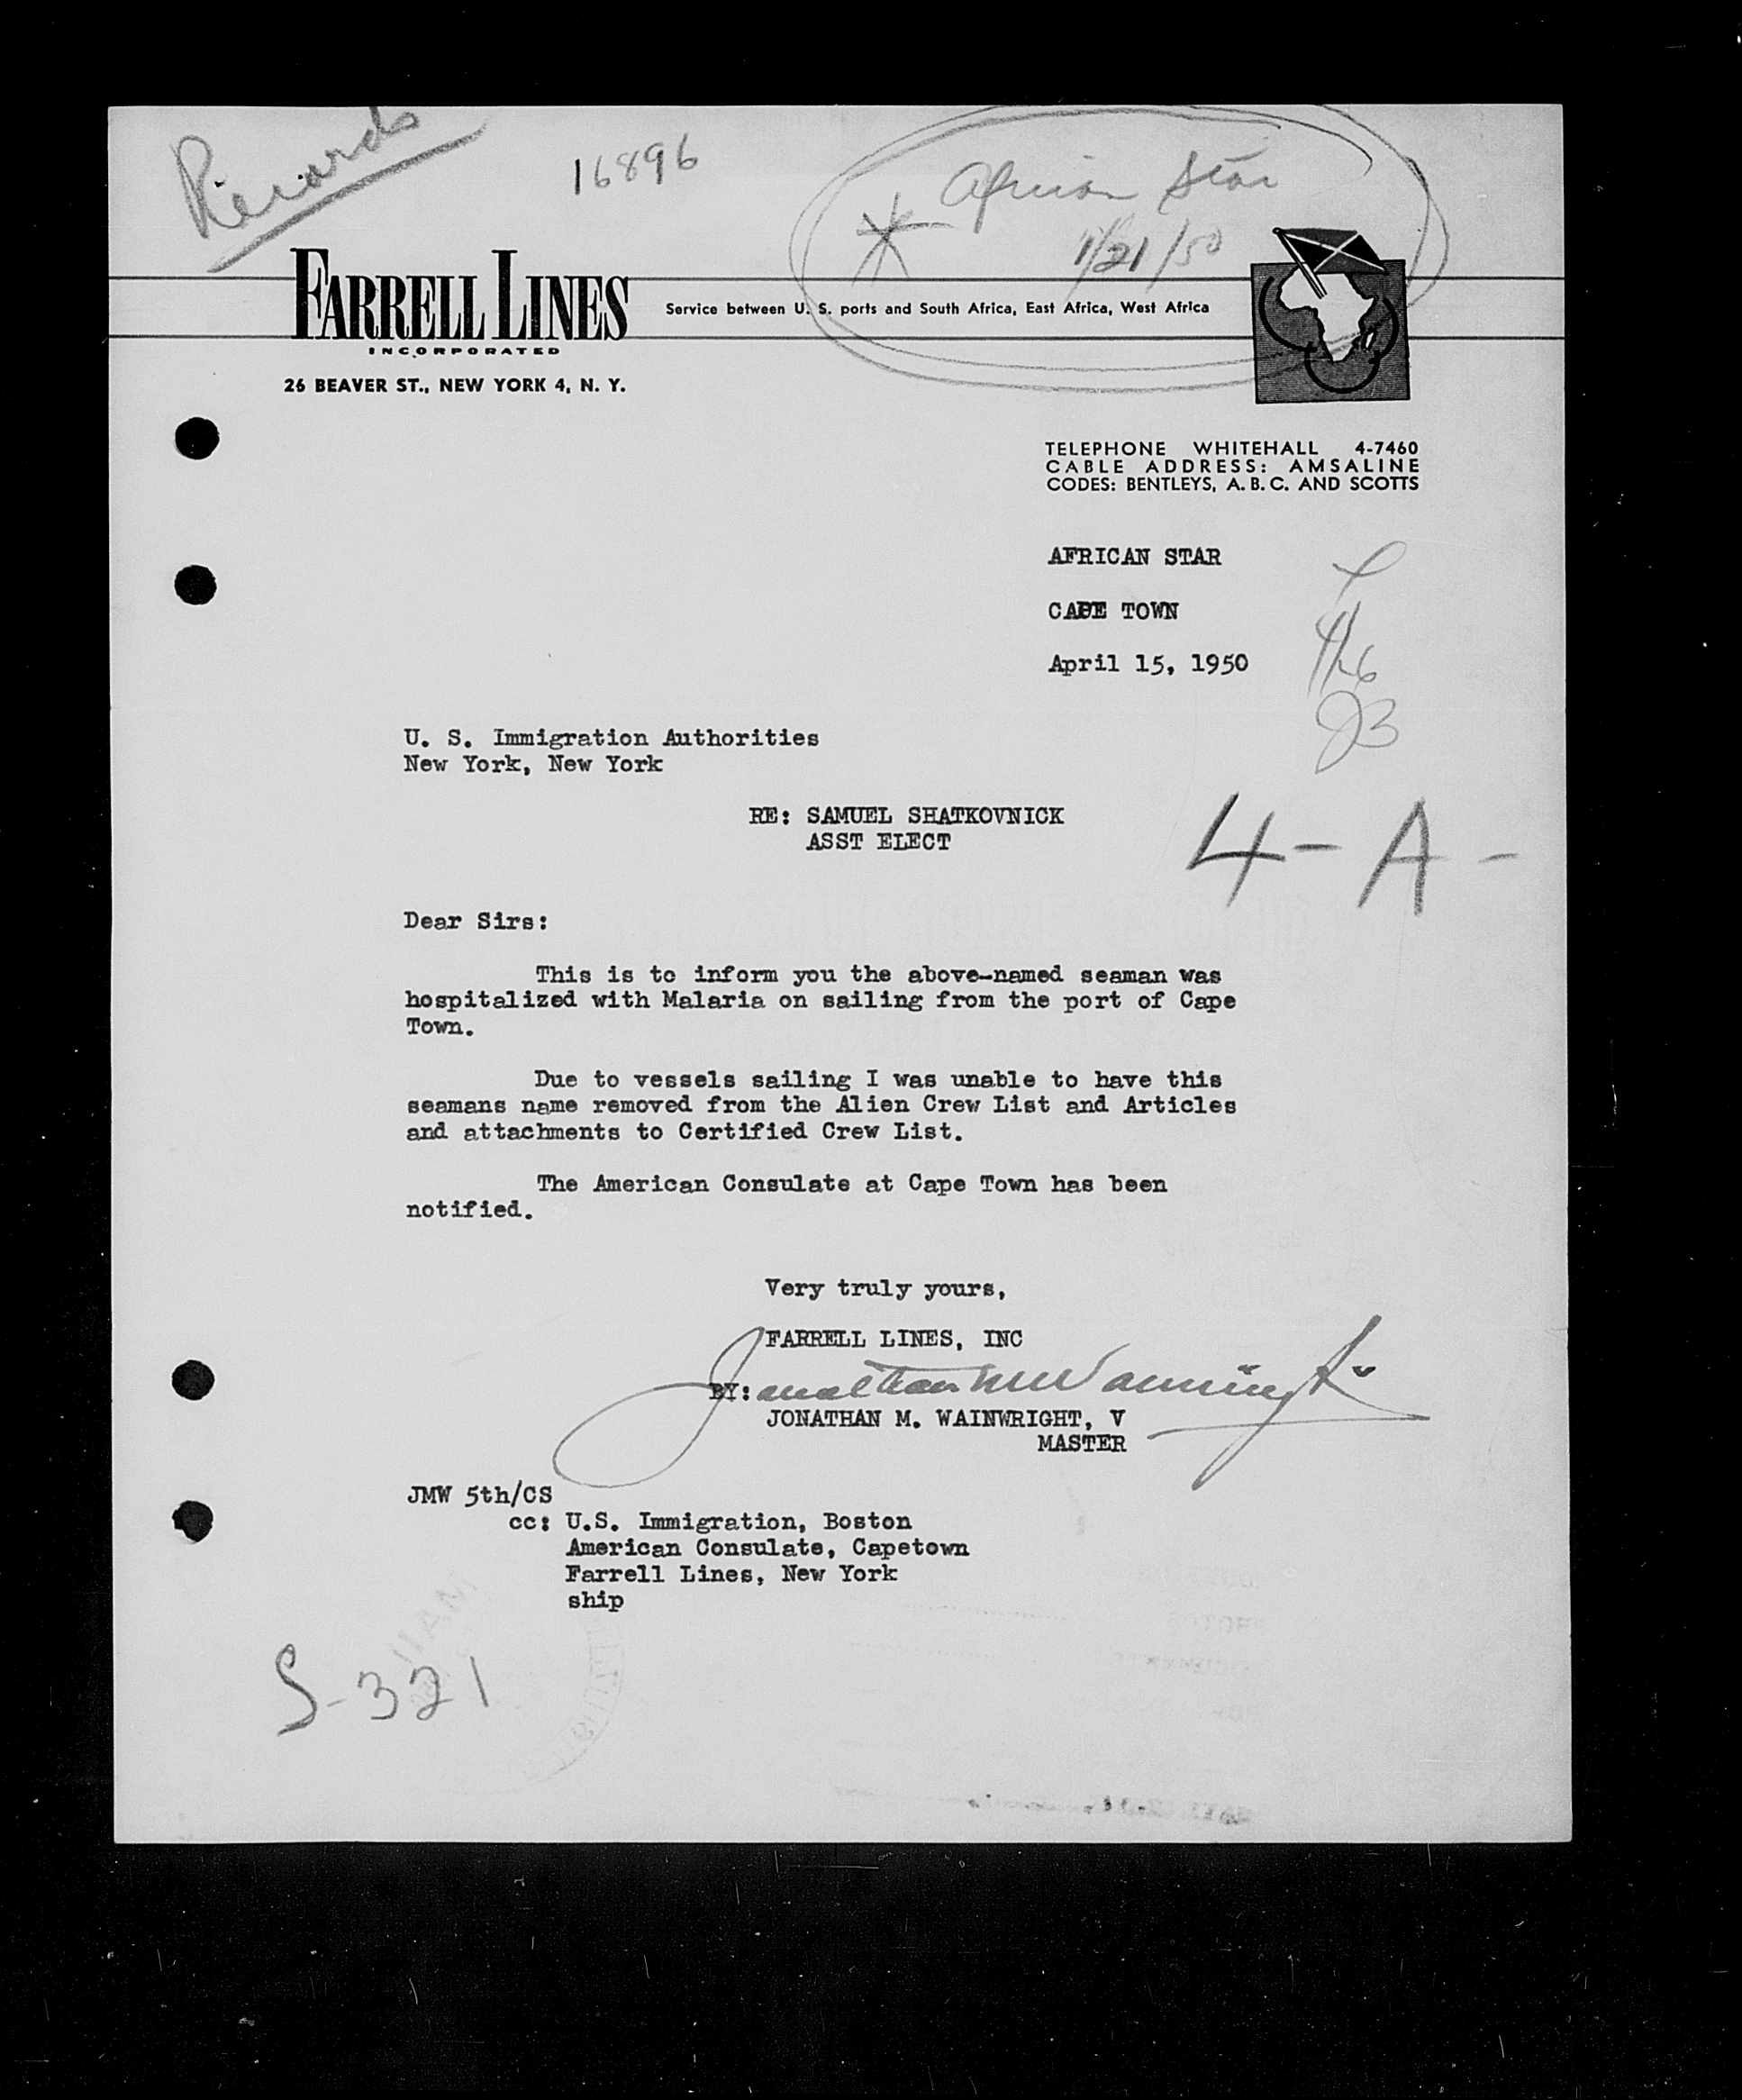 16896
African Star
1/21/50
FARRELL LINES
INCORPORATED
Service between U. S. ports and South Africa, East Africa, West Africa
26 BEAVER ST., NEW YORK 4, N. Y.
TELEPHONE WHITEHALL 4-7460
CABLE ADDRESS: AMSALINE
CODES: BENTLEYS, A. B. C. AND SCOTTS
AFRICAN STAR
CAPE TOWN
April 15, 1950
4/26
U. S. Immigration Authorities
New York, New York
RE: SAMUEL SHATKOVNICK
ASST ELECT
4-A-
Dear Sirs:
This is to inform you the above-named seaman was
hospitalized with Malaria on sailing from the port of Cape
Town.
Due to vessels sailing I was unable to have this
seamans name removed from the Alien Crew List and Articles
and attachments to Certified Crew List.
The American Consulate at Cape Town has been
notified.
Very truly yours,
FARRELL LINES, INC
BY:
JONATHAN M. WAINWRIGHT, V
MASTER
JMW 5th/CS
cc: U.S. Immigration, Boston
American Consulate, Capetown
Farrell Lines, New York
ship
S-321